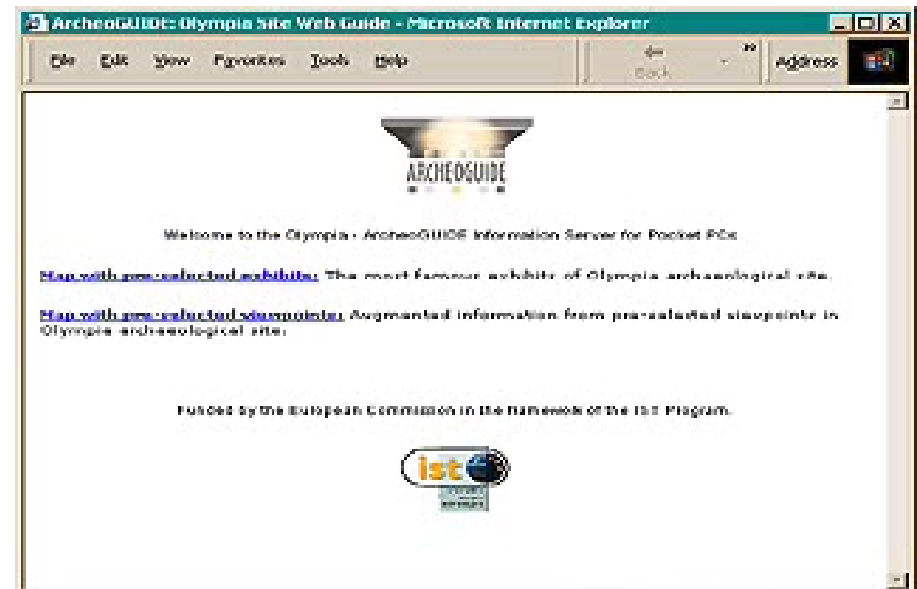 ArcheoGUIDE: Olympia Site Web Guide - Microsoft Internet Explorer
File Edit View Favorites Tools Help Back » Address
ARCHEOGUIDE
Welcome to the Olympia - ArcheoGUIDE Information Server for Pocket PCs
Map with pre-selected exhibits: The most famous exhibits of Olympia archaeological site.
Map with pre-selected viewpoints: Augmented information from pre-selected viewpoints in
Olympia archaeological site.
Funded by the European Commission in the framework of the IST Program.
ist